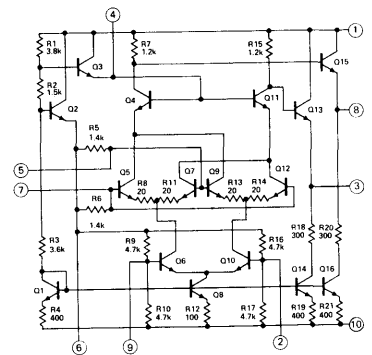 4
1
R1
3.8k
R7
1.2k
R15
1.2k
Q3
Q15
R2
1.5k
Q4
Q11
Q13
Q2
8
R5
1.4k
5
Q5
Q7
Q9
Q12
7
R8
20
R11
20
R13
20
R14
20
3
R6
1.4k
R3
3.6k
R9
4.7k
R16
4.7k
R18
300
R20
300
Q6
Q10
Q1
Q8
Q14
Q16
R4
400
R10
4.7k
R12
100
R17
4.7k
R19
400
R21
400
10
6
9
2